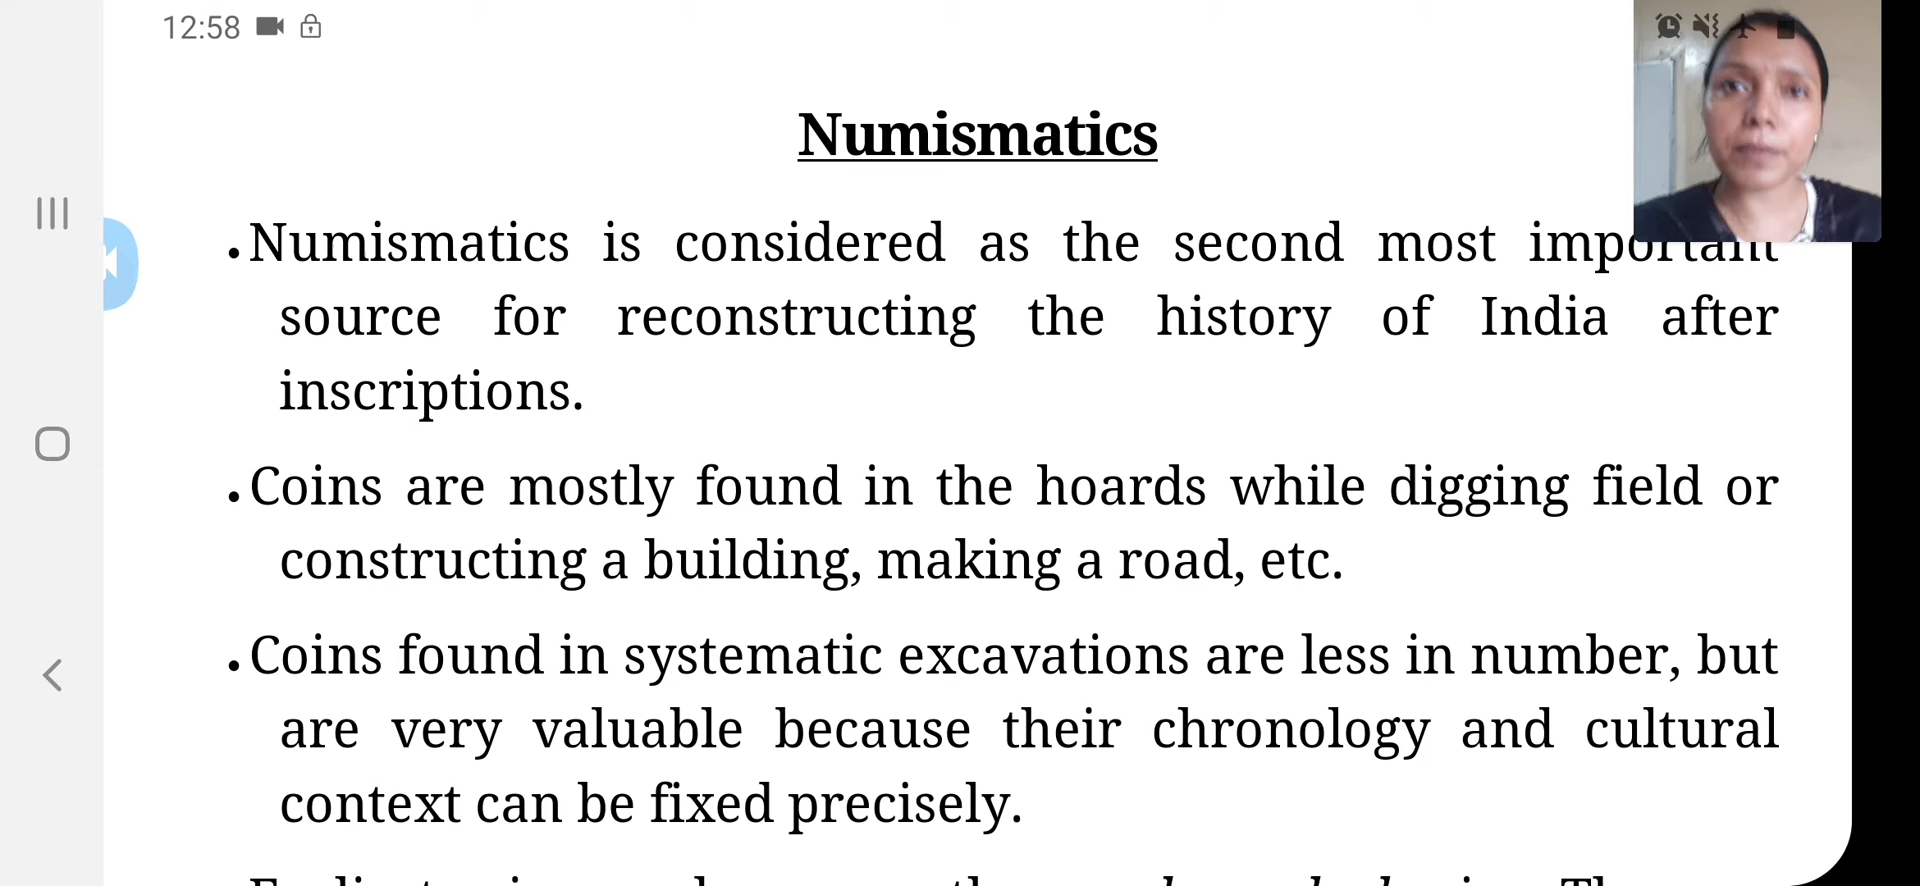 12:58
Numismatics
• Numismatics is considered as the second most important
source for reconstructing the history of India after
inscriptions.
• Coins are mostly found in the hoards while digging field or
constructing a building, making a road, etc.
• Coins found in systematic excavations are less in number, but
are very valuable because their chronology and cultural
context can be fixed precisely.